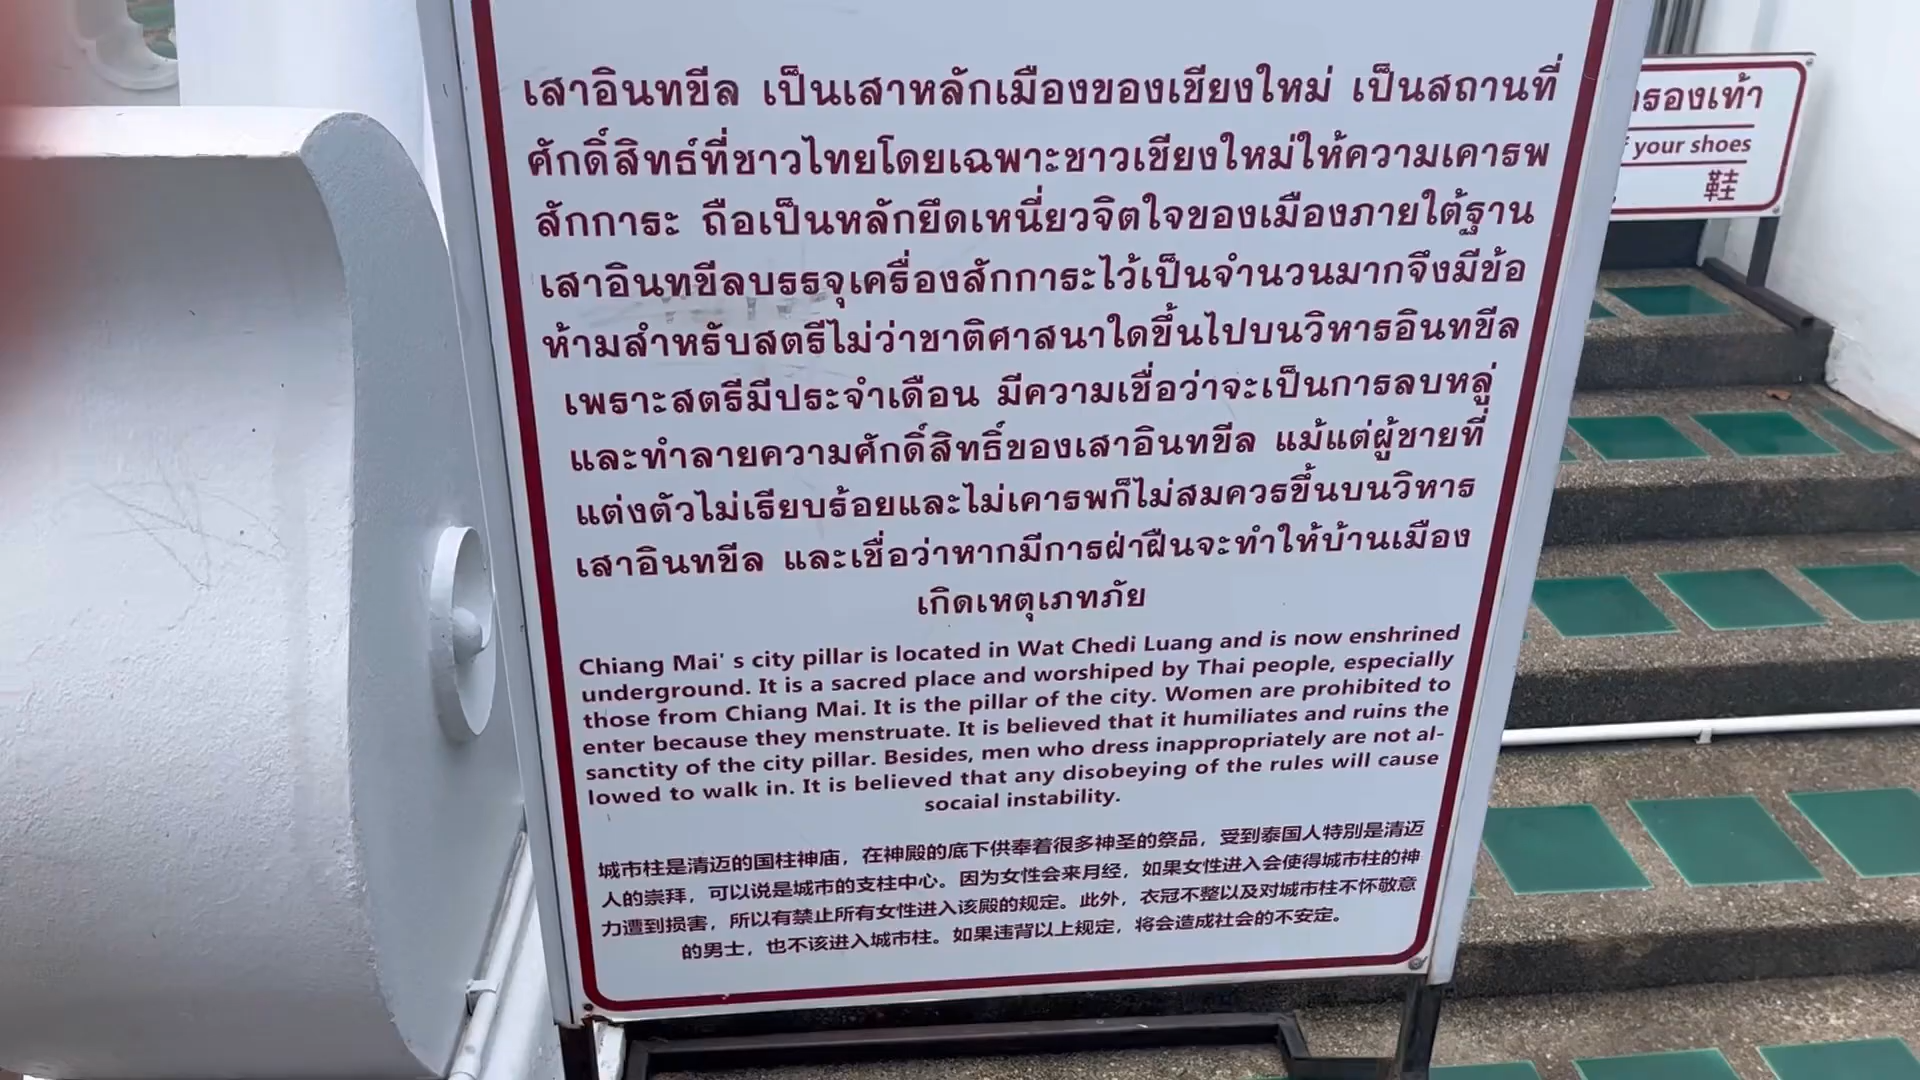 เสาอินทขีล เป็นเสาหลักเมืองของเชียงใหม่ เป็นสถานที่
ศักดิ์สิทธ์ที่ชาวไทยโดยเฉพาะชาวเชียงใหม่ให้ความเคารพ
สักการะ ถือเป็นหลักยึดเหนี่ยวจิตใจของเมืองภายใต้ฐาน
เสาอินทขีลบรรจุเครื่องสักการะไว้เป็นจำนวนมากจึงมีข้อ
ห้ามสำหรับสตรีไม่ว่าชาติศาสนาใดขึ้นไปบนวิหารอินทขีล
เพราะสตรีมีประจำเดือน มีความเชื่อว่าจะเป็นการลบหลู่
และทำลายความศักดิ์สิทธิ์ของเสาอินทขีล แม้แต่ผู้ชายที่
แต่งตัวไม่เรียบร้อยและไม่เคารพก็ไม่สมควรขึ้นบนวิหาร
เสาอินทขีล และเชื่อว่าหากมีการฝ่าฝืนจะทำให้บ้านเมือง
เกิดเหตุเภทภัย
Chiang Mai' s city pillar is located in Wat Chedi Luang and is now enshrined
underground. It is a sacred place and worshiped by Thai people, especially
those from Chiang Mai. It is the pillar of the city. Women are prohibited to
enter because they menstruate. It is believed that it humiliates and ruins the
sanctity of the city pillar. Besides, men who dress inappropriately are not al-
lowed to walk in. It is believed that any disobeying of the rules will cause
socaial instability.
城市柱是清迈的国柱神庙，在神殿的底下供奉着很多神圣的祭品，受到泰国人特别是清迈
人的崇拜，可以说是城市的支柱中心。因为女性会来月经，如果女性进入会使得城市柱的神
力遭到损害，所以有禁止所有女性进入该殿的规定。此外，衣冠不整以及对城市柱不怀敬意
的男士，也不该进入城市柱。如果违背以上规定，将会造成社会的不安定。
รองเท้า
your shoes
鞋